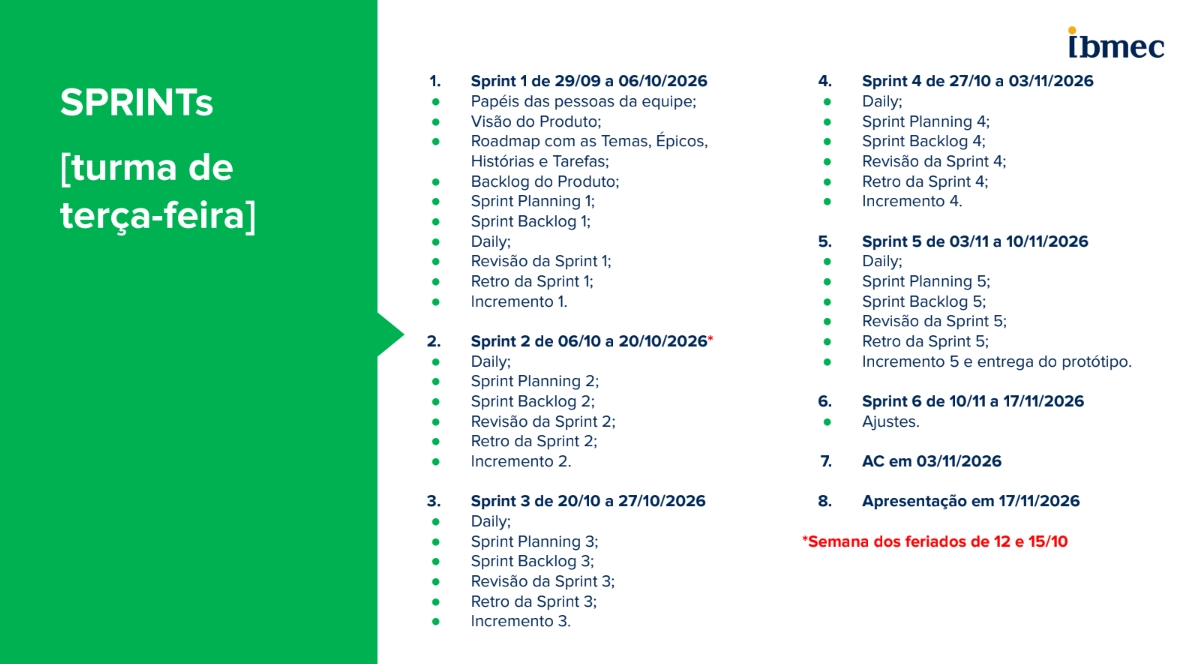 ibmec
SPRINTs
[turma de
terça-feira]
1. Sprint 1 de 29/09 a 06/10/2026
● Papéis das pessoas da equipe;
● Visão do Produto;
● Roadmap com as Temas, Épicos,
Histórias e Tarefas;
● Backlog do Produto;
● Sprint Planning 1;
● Sprint Backlog 1;
● Daily;
● Revisão da Sprint 1;
● Retro da Sprint 1;
● Incremento 1.
2. Sprint 2 de 06/10 a 20/10/2026*
● Daily;
● Sprint Planning 2;
● Sprint Backlog 2;
● Revisão da Sprint 2;
● Retro da Sprint 2;
● Incremento 2.
3. Sprint 3 de 20/10 a 27/10/2026
● Daily;
● Sprint Planning 3;
● Sprint Backlog 3;
● Revisão da Sprint 3;
● Retro da Sprint 3;
● Incremento 3.
4. Sprint 4 de 27/10 a 03/11/2026
● Daily;
● Sprint Planning 4;
● Sprint Backlog 4;
● Revisão da Sprint 4;
● Retro da Sprint 4;
● Incremento 4.
5. Sprint 5 de 03/11 a 10/11/2026
● Daily;
● Sprint Planning 5;
● Sprint Backlog 5;
● Revisão da Sprint 5;
● Retro da Sprint 5;
● Incremento 5 e entrega do protótipo.
6. Sprint 6 de 10/11 a 17/11/2026
● Ajustes.
7. AC em 03/11/2026
8. Apresentação em 17/11/2026
*Semana dos feriados de 12 e 15/10